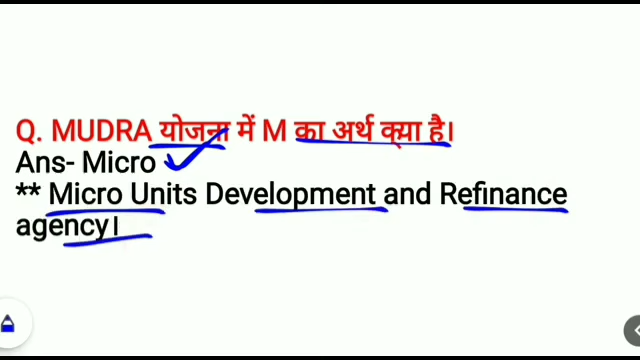 Q. MUDRA योजना में M का अर्थ क्या है।
Ans- Micro
** Micro Units Development and Refinance
agency।